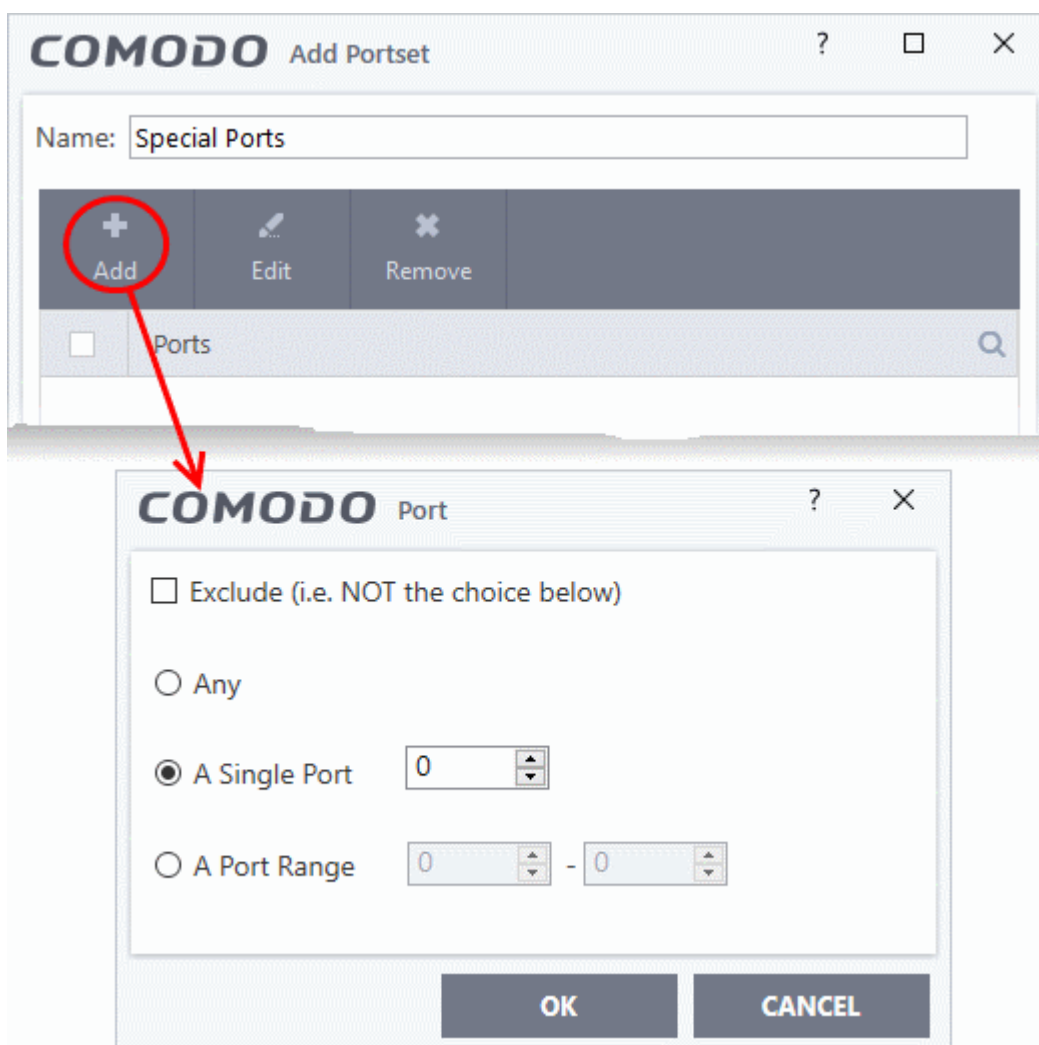 COMODO Add Portset ?
Name: Special Ports
Add Edit Remove
Ports
COMODO Port ?
Exclude (i.e. NOT the choice below)
Any
A Single Port 0
A Port Range 0 - 0
OK CANCEL